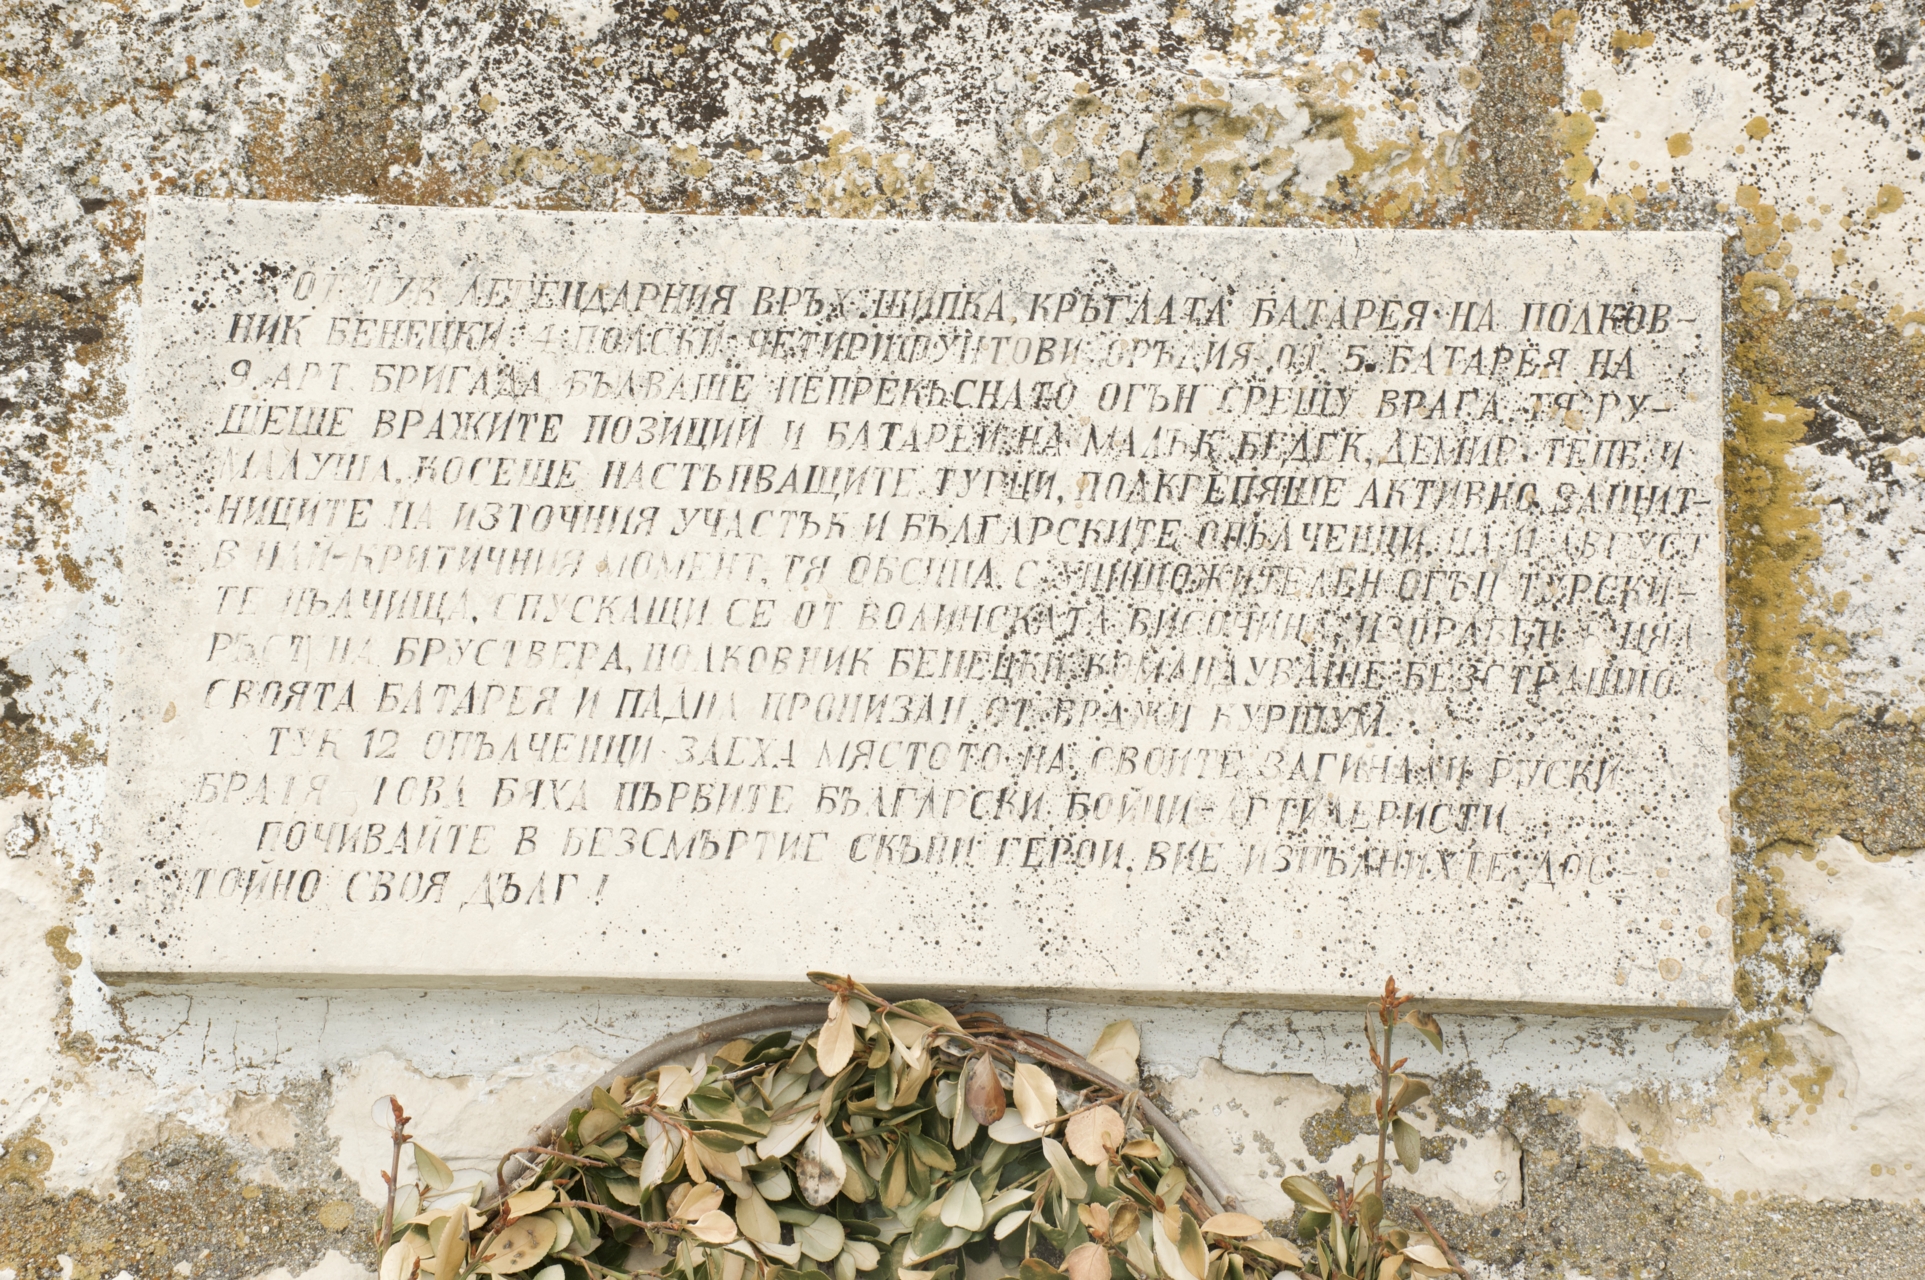 ОТ ТУК ЛЕГЕНДАРНИЯ ВРЪХ ШИПКА, КРЪГЛАТА БАТАРЕЯ НА ПОЛКОВ-
НИК БЕНЕЦКИ 4 ПОЛСКИ ЧЕТИРИФУНТОВИ ОРЪДИЯ ОТ 5. БАТАРЕЯ НА
9. АРТ. БРИГАДА БЪЛВАШЕ НЕПРЕКЪСНАТО ОГЪН СРЕЩУ ВРАГА. ТЯ РУ-
ШЕШЕ ВРАЖИТЕ ПОЗИЦИИ И БАТАРЕИ НА МАЛЪК БЕДЕК, ДЕМИР ТЕПЕ И
МАЛУША, КОСЕШЕ НАСТЪПВАЩИТЕ ТУРЦИ, ПОДКРЕПЯШЕ АКТИВНО ЗАЩИТ-
НИЦИТЕ НА ИЗТОЧНИЯ УЧАСТЪК И БЪЛГАРСКИТЕ ОПЪЛЧЕНЦИ. НА 11 АВГУСТ
В НАЙ-КРИТИЧНИЯ МОМЕНТ, ТЯ ОБСИПА С УНИЩОЖИТЕЛЕН ОГЪН ТУРСКИ-
ТЕ ПЪЛЧИЩА, СПУСКАЩИ СЕ ОТ ВОЛИНСКАТА ВИСОЧИНА. ИЗПРАВЕН В ЦЯЛ
РЪСТ НА БРУСТВЕРА, ПОЛКОВНИК БЕНЕЦКИ КОМАНДУВАШЕ БЕЗСТРАШНО
СВОЯТА БАТАРЕЯ И ПАДНА ПРОНИЗАН ОТ ВРАЖИ КУРШУМ.
ТУК 12 ОПЪЛЧЕНЦИ ЗАЕХА МЯСТОТО НА СВОИТЕ ЗАГИНАЛИ РУСКИ
БРАТЯ - ТОВА БЯХА ПЪРВИТЕ БЪЛГАРСКИ БОЙЦИ-АРТИЛЕРИСТИ
ПОЧИВАЙТЕ В БЕЗСМЪРТИЕ СКЪПИ ГЕРОИ. ВИЕ ИЗПЪЛНИХТЕ ДОС-
ТОЙНО СВОЯ ДЪЛГ!